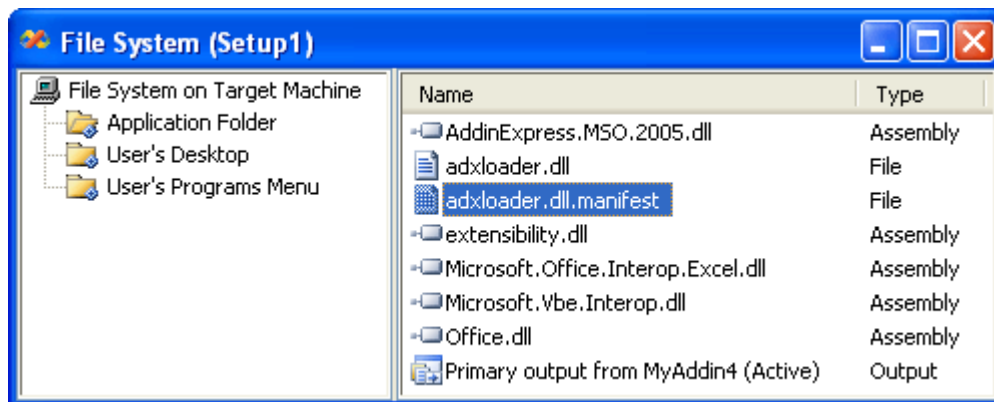 File System (Setup1)
File System on Target Machine
Application Folder
User's Desktop
User's Programs Menu
Name Type
AddinExpress.MSO.2005.dll Assembly
adxloader.dll File
adxloader.dll.manifest File
extensibility.dll Assembly
Microsoft.Office.Interop.Excel.dll Assembly
Microsoft.Vbe.Interop.dll Assembly
Office.dll Assembly
Primary output from MyAddin4 (Active) Output